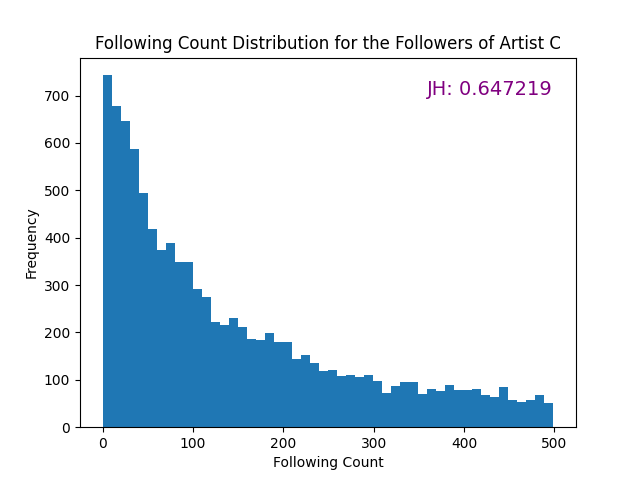 Following Count Distribution for the Followers of Artist C
JH: 0.647219
Frequency
700
600
500
400
300
200
100
0
0 100 200 300 400 500
Following Count